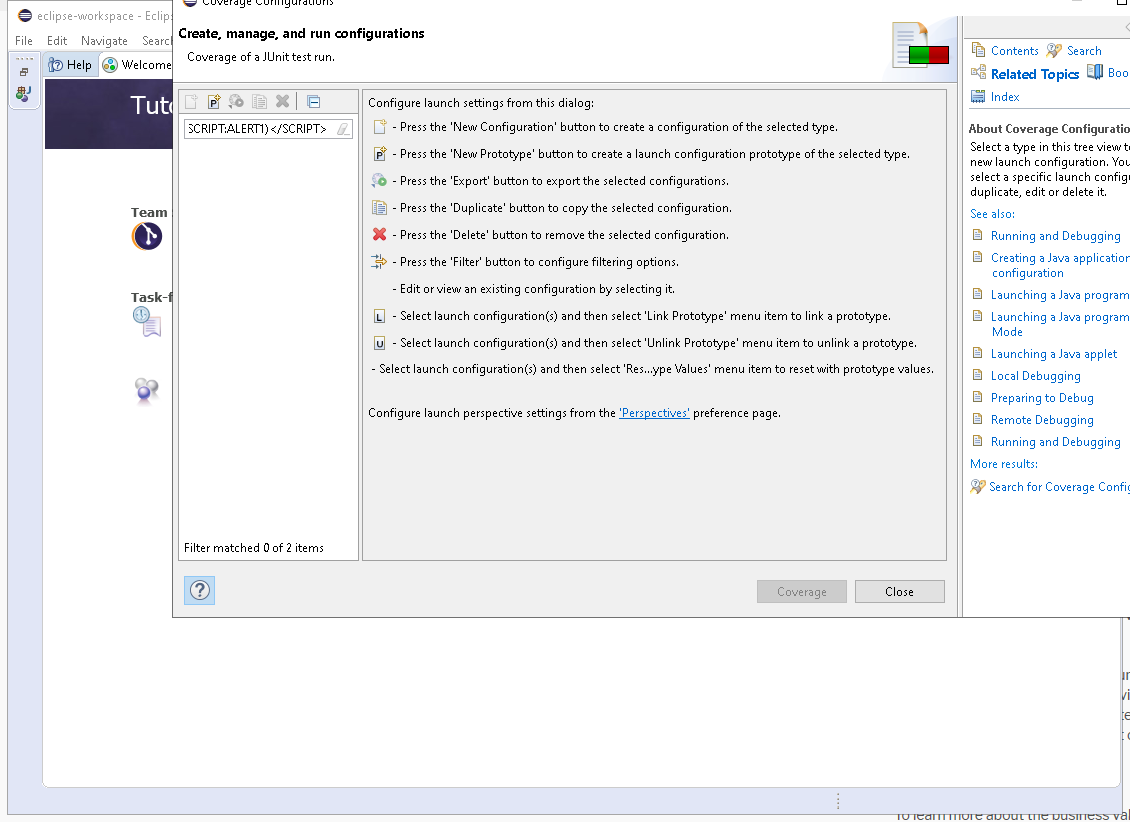 eclipse-workspace - Eclip
Coverage Configurations
File Edit Navigate Search
Help
Welcome
Tuto
Team
Task-f
Create, manage, and run configurations
Coverage of a JUnit test run.
SCRIPT:ALERT1)</SCRIPT>
Filter matched 0 of 2 items
Configure launch settings from this dialog:
- Press the 'New Configuration' button to create a configuration of the selected type.
P - Press the 'New Prototype' button to create a launch configuration prototype of the selected type.
- Press the 'Export' button to export the selected configurations.
- Press the 'Duplicate' button to copy the selected configuration.
- Press the 'Delete' button to remove the selected configuration.
- Press the 'Filter' button to configure filtering options.
- Edit or view an existing configuration by selecting it.
L - Select launch configuration(s) and then select 'Link Prototype' menu item to link a prototype.
U - Select launch configuration(s) and then select 'Unlink Prototype' menu item to unlink a prototype.
- Select launch configuration(s) and then select 'Res...ype Values' menu item to reset with prototype values.
Configure launch perspective settings from the 'Perspectives' preference page.
Coverage
Close
Contents Search
Related Topics Boo
Index
About Coverage Configuratio
Select a type in this tree view to
new launch configuration. You
select a specific launch configu
duplicate, edit or delete it.
See also:
Running and Debugging
Creating a Java application
configuration
Launching a Java program
Launching a Java program
Mode
Launching a Java applet
Local Debugging
Preparing to Debug
Remote Debugging
Running and Debugging
More results:
Search for Coverage Config
To learn more about the business val